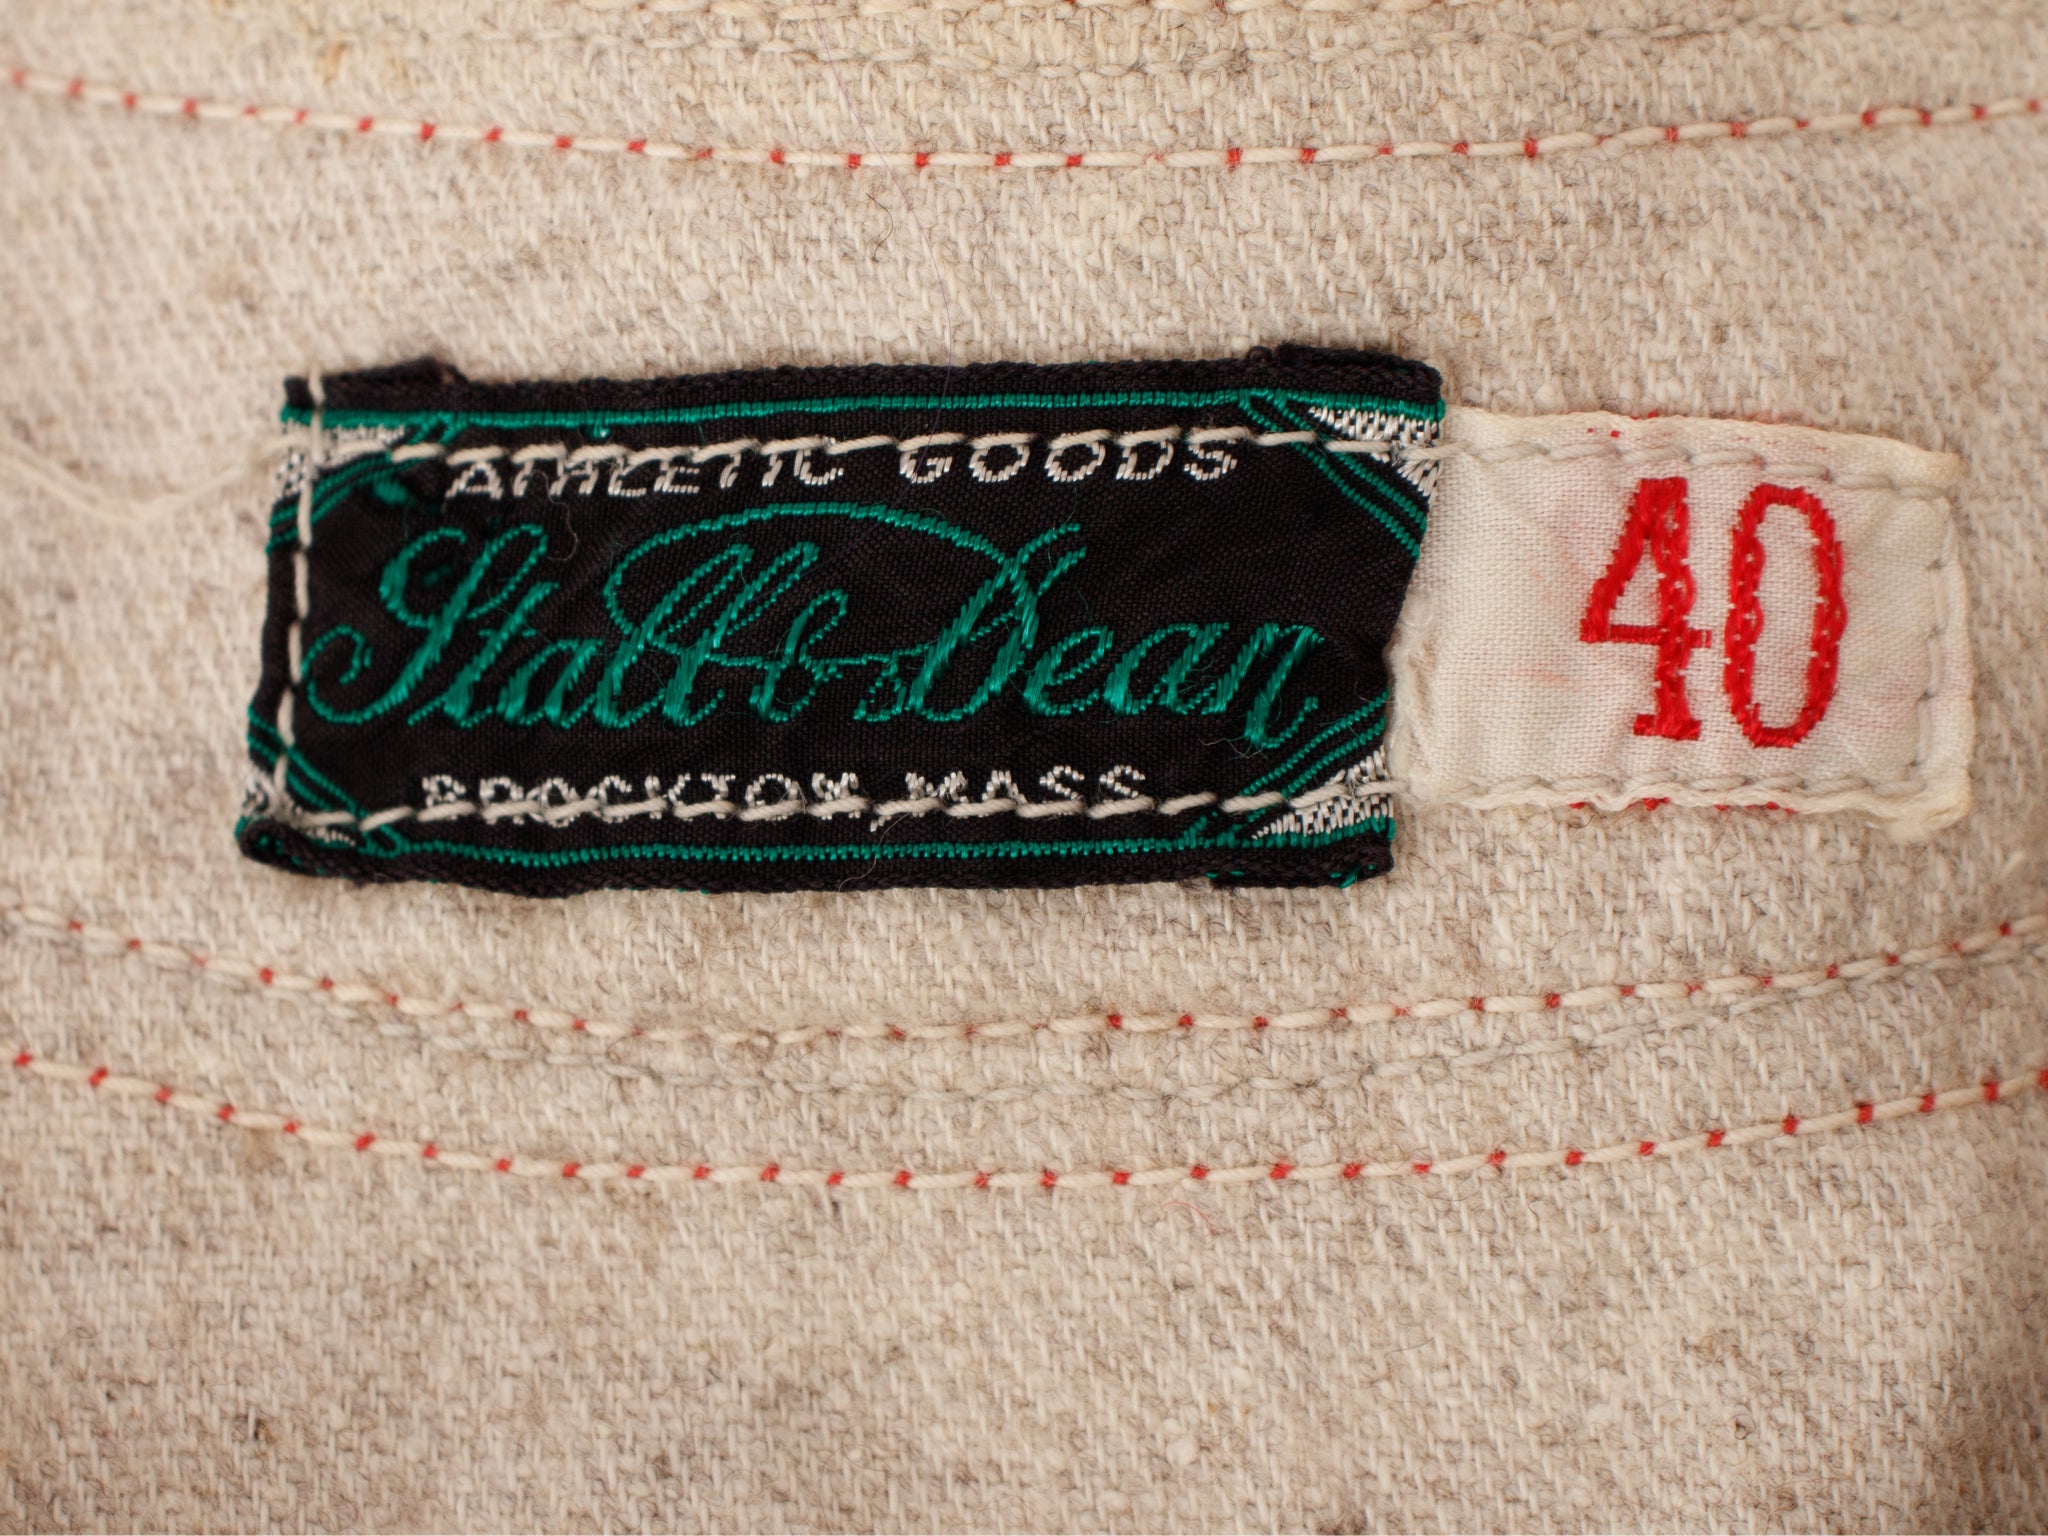 ATHLETIC GOODS
Stall & Dean
BROCKTON, MASS
40